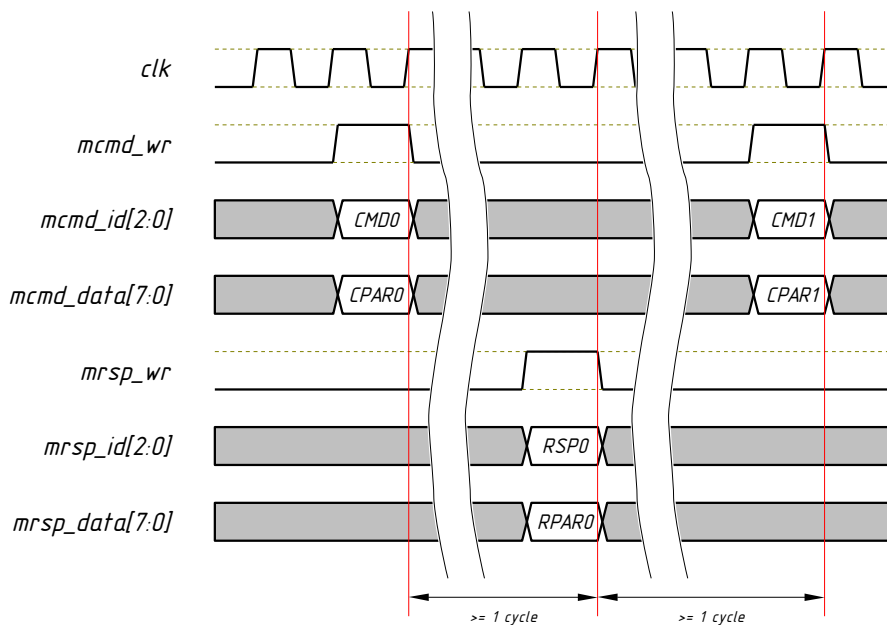 clk
mcmd_wr
mcmd_id[2:0] CMD0 CMD1
mcmd_data[7:0] CPAR0 CPAR1
mrsp_wr
mrsp_id[2:0] RSP0
mrsp_data[7:0] RPAR0
>= 1 cycle >= 1 cycle